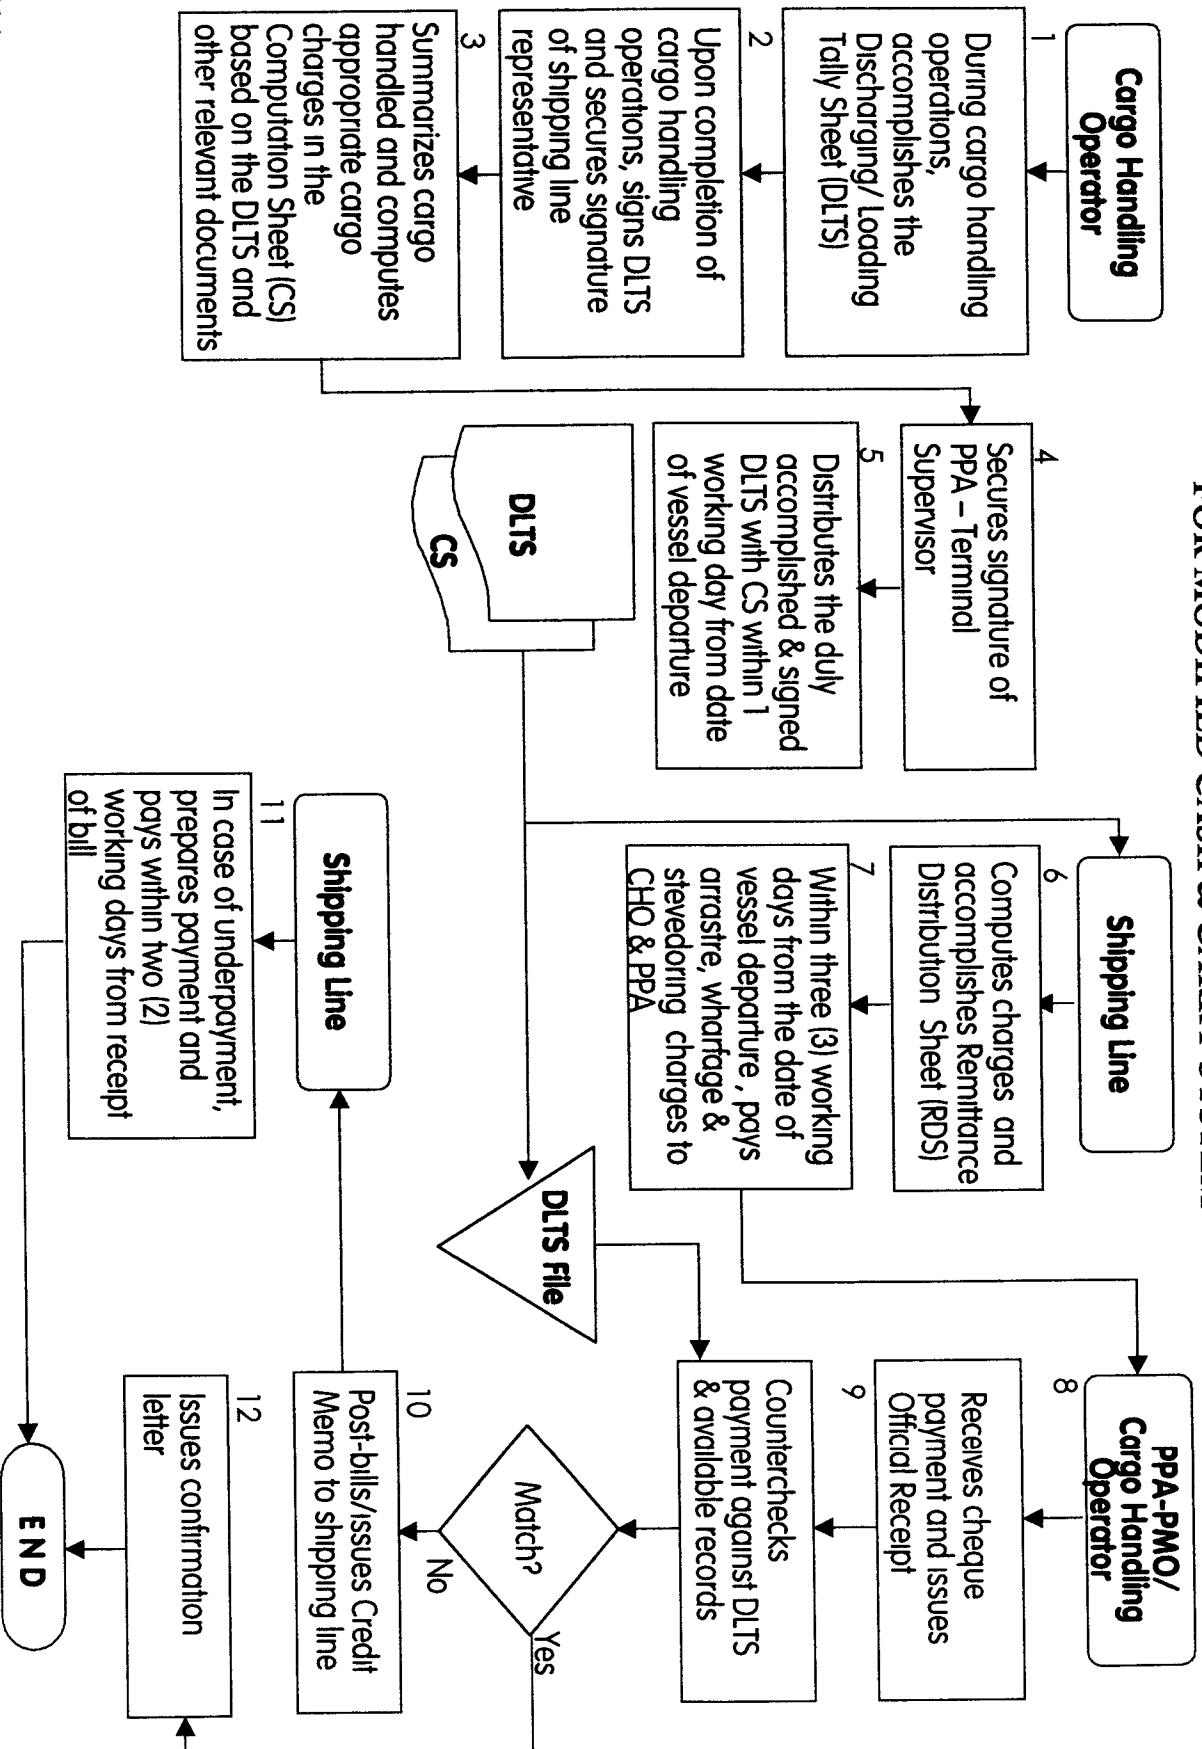 FOR MODIFIED CASH & CHARY SYSTEM
Cargo Handling
Operator
1
During cargo handling
operations,
accomplishes the
Discharging/ Loading
Tally Sheet (DLTS)
2
Upon completion of
cargo handling
operations, signs DLTS
and secures signature
of shipping line
representative
3
Summarizes cargo
handled and computes
appropriate cargo
charges in the
Computation Sheet (CS)
based on the DLTS and
other relevant documents
4
Secures signature of
PPA – Terminal
Supervisor
5
Distributes the duly
accomplished & signed
DLTS with CS within 1
working day from date
of vessel departure
DLTS
CS
Shipping Line
6
Computes charges and
accomplishes Remittance
Distribution Sheet (RDS)
7
Within three (3) working
days from the date of
vessel departure , pays
arrastre, wharfage &
stevedoring charges to
CHO & PPA
DLTS File
Shipping Line
11
In case of underpayment,
prepares payment and
pays within two (2)
working days from receipt
of bill
PPA-PMO/
Cargo Handling
Operator
8
Receives cheque
payment and issues
Official Receipt
9
Counterchecks
payment against DLTS
& available records
Match?
Yes
No
10
Post-bills/issues Credit
Memo to shipping line
12
Issues confirmation
letter
E N D